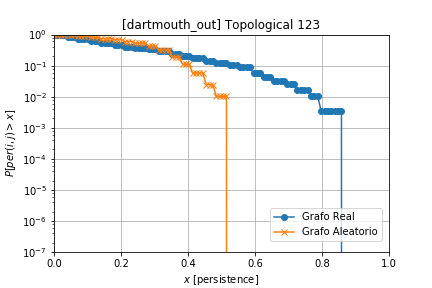 [dartmouth_out] Topological 123
P[per(i, j) > x]
10⁰
10⁻¹
10⁻²
10⁻³
10⁻⁴
10⁻⁵
10⁻⁶
10⁻⁷
Grafo Real
Grafo Aleatorio
0.0 0.2 0.4 0.6 0.8 1.0
x [persistence]